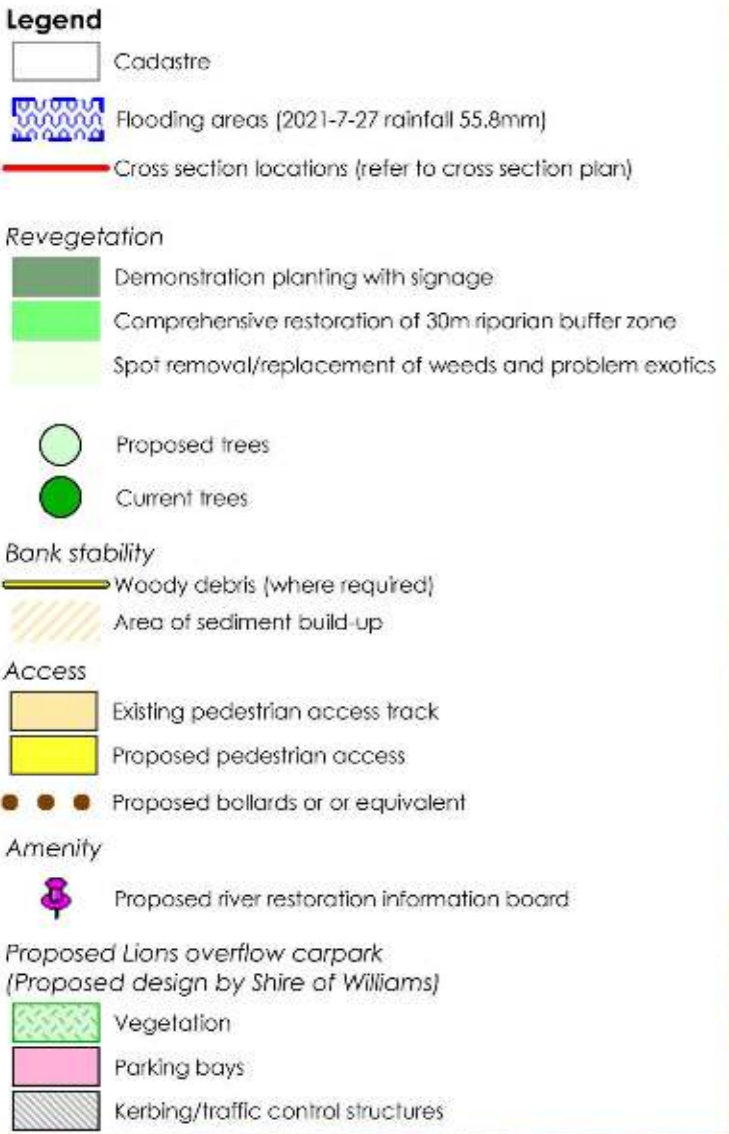 Legend
Cadastre
Flooding areas (2021-7-27 rainfall 55.8mm)
Cross section locations (refer to cross section plan)
Revegetation
Demonstration planting with signage
Comprehensive restoration of 30m riparian buffer zone
Spot removal/replacement of weeds and problem exotics
Proposed trees
Current trees
Bank stability
Woody debris (where required)
Area of sediment build-up
Access
Existing pedestrian access track
Proposed pedestrian access
Proposed bollards or or equivalent
Amenity
Proposed river restoration information board
Proposed Lions overflow carpark
(Proposed design by Shire of Williams)
Vegetation
Parking bays
Kerbing/traffic control structures